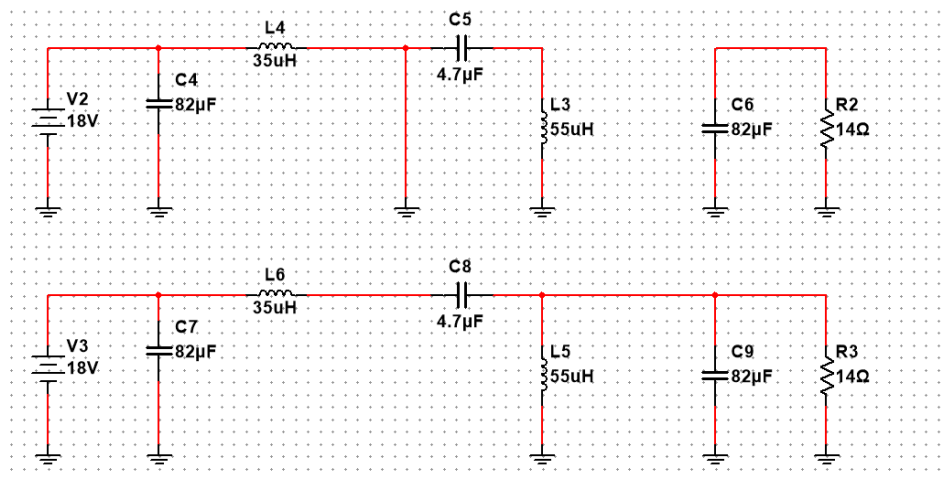 L4
35uH
C5
4.7µF
C4
82µF
V2
18V
L3
55uH
C6
82µF
R2
14Ω
L6
35uH
C8
4.7µF
C7
82µF
V3
18V
L5
55uH
C9
82µF
R3
14Ω